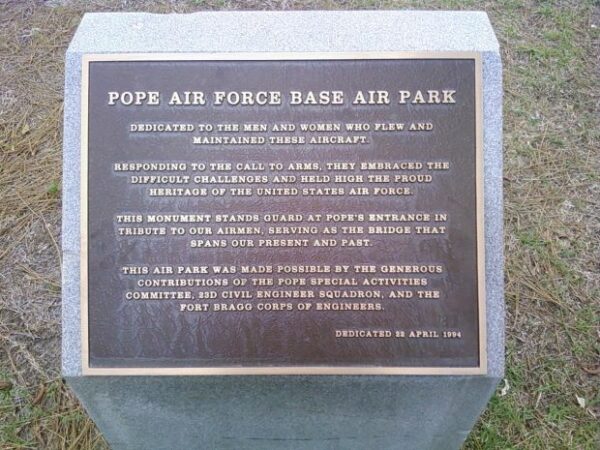 POPE AIR FORCE BASE AIR PARK
DEDICATED TO THE MEN AND WOMEN WHO FLEW AND
MAINTAINED THESE AIRCRAFT.
RESPONDING TO THE CALL TO ARMS, THEY EMBRACED THE
DIFFICULT CHALLENGES AND HELD HIGH THE PROUD
HERITAGE OF THE UNITED STATES AIR FORCE.
THIS MONUMENT STANDS GUARD AT POPE'S ENTRANCE IN
TRIBUTE TO OUR AIRMEN, SERVING AS THE BRIDGE THAT
SPANS OUR PRESENT AND PAST.
THIS AIR PARK WAS MADE POSSIBLE BY THE GENEROUS
CONTRIBUTIONS OF THE POPE SPECIAL ACTIVITIES
COMMITTEE, 23D CIVIL ENGINEER SQUADRON, AND THE
FORT BRAGG CORPS OF ENGINEERS.
DEDICATED 22 APRIL 1994